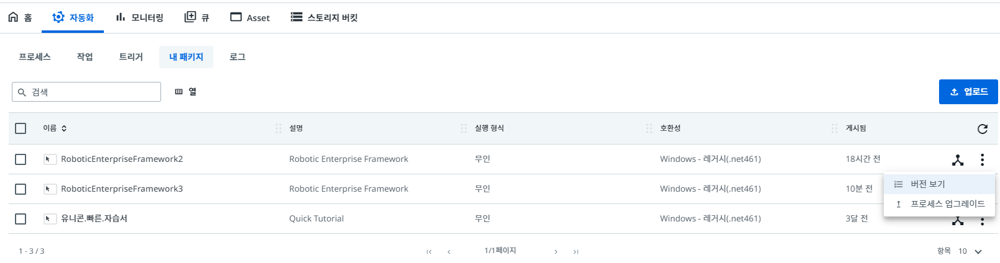 홈 자동화 모니터링 큐 Asset 스토리지 버킷
프로세스 작업 트리거 내 패키지 로그
검색 열 업로드
이름 설명 실행 형식 호환성 게시됨
RoboticEnterpriseFramework2 Robotic Enterprise Framework 무인 Windows - 레거시(.net461) 18시간 전
버전 보기
RoboticEnterpriseFramework3 Robotic Enterprise Framework 무인 Windows - 레거시(.net461) 10분 전
프로세스 업그레이드
유니콘.빠른.자습서 Quick Tutorial 무인 Windows - 레거시(.net461) 3달 전
1 - 3 / 3 1/1페이지 항목 10